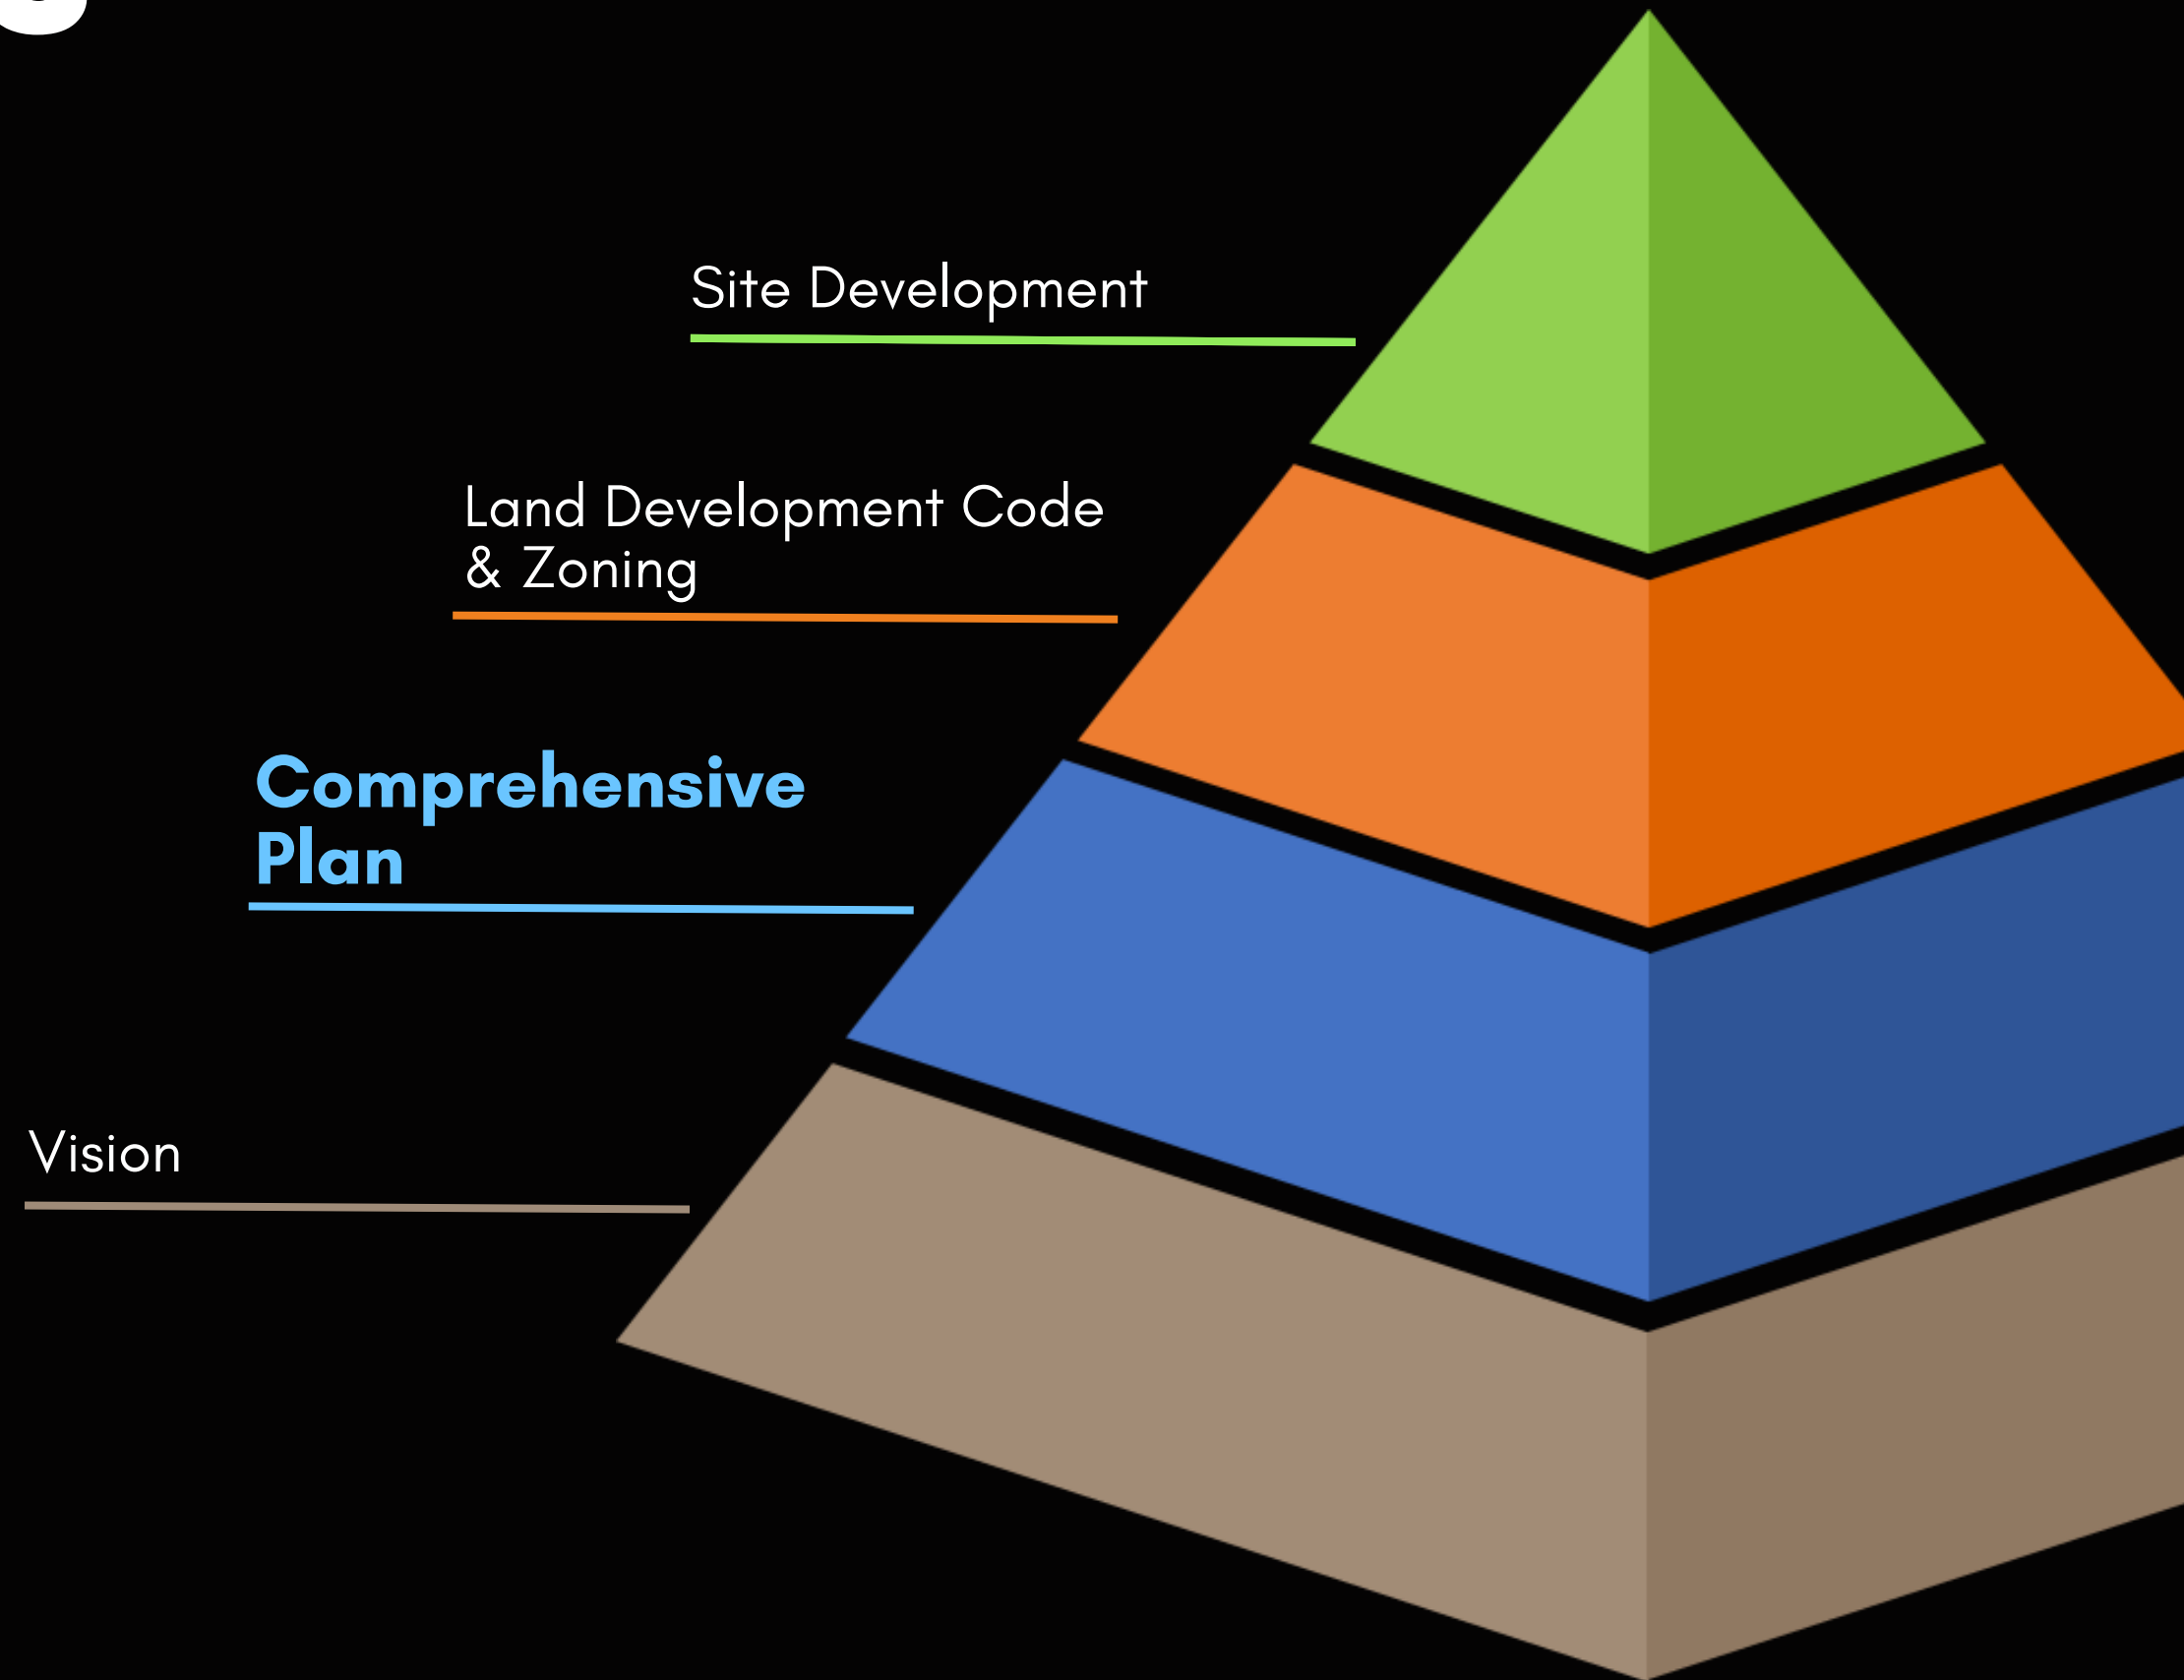 Site Development
Land Development Code
& Zoning
Comprehensive
Plan
Vision